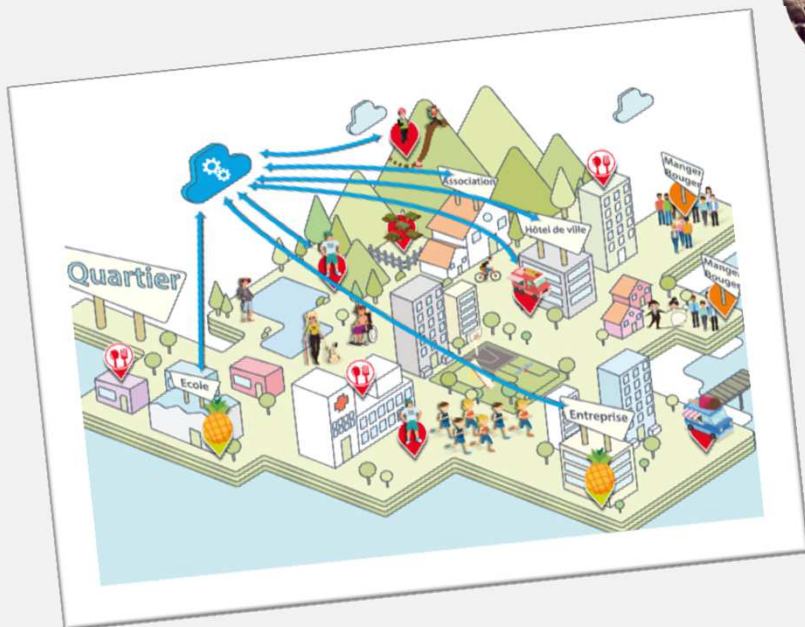 Association
Manger
Bouger
Hôtel de ville
Quartier
Manger
Bouger
Ecole
Entreprise